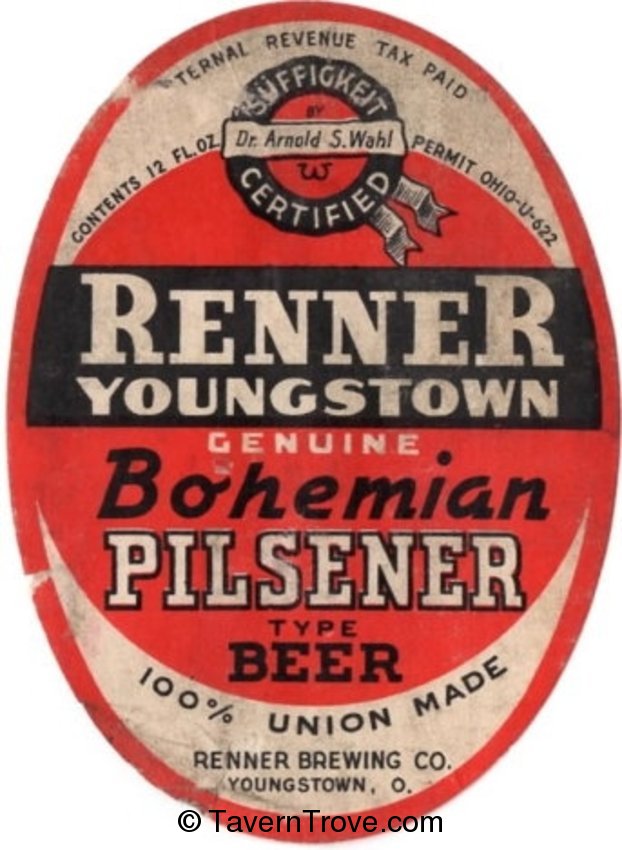 TERNAL REVENUE TAX PAID
BY
Dr. Arnold S. Wahl
W
CERTIFIED
CONTENTS 12 FL. OZ.
PERMIT OHIO-U-622
RENNER
YOUNGSTOWN
GENUINE
Bohemian
PILSENER
TYPE
BEER
100% UNION MADE
RENNER BREWING CO.
YOUNGSTOWN, O.
© TavernTrove.com